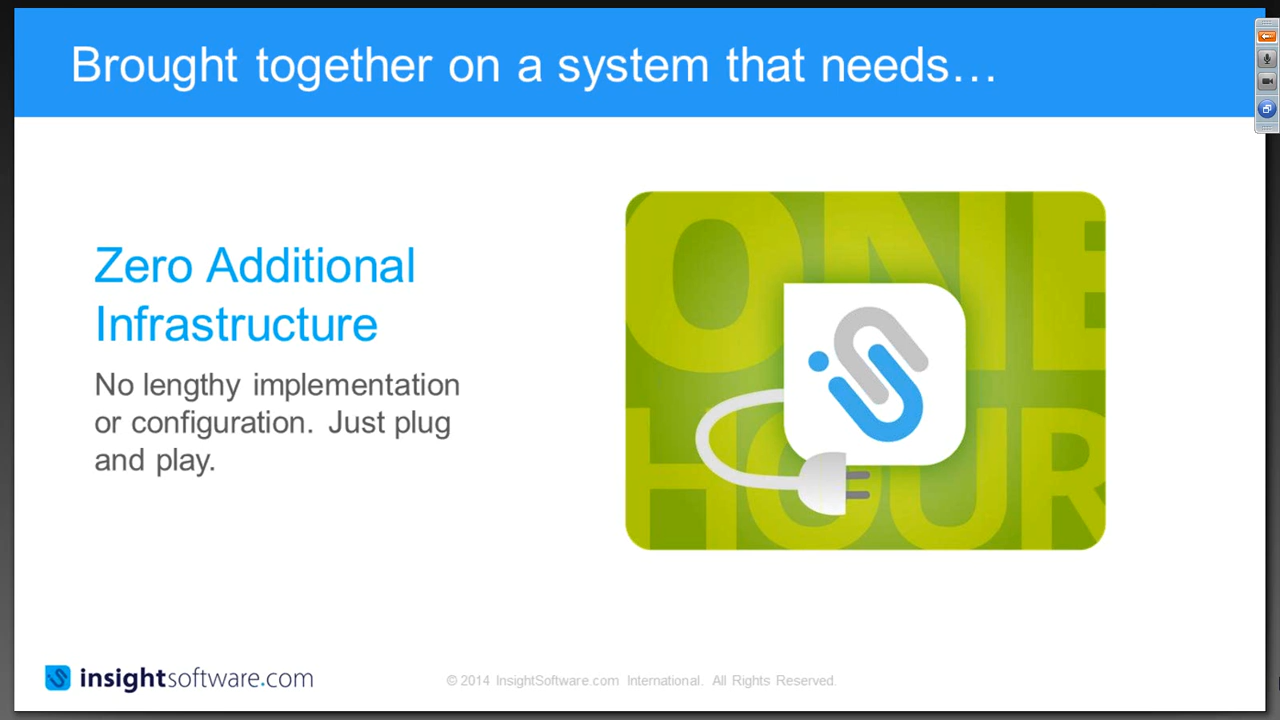 Brought together on a system that needs…
Zero Additional
Infrastructure
No lengthy implementation
or configuration. Just plug
and play.
ONE
HOUR
insightsoftware.com
© 2014 InsightSoftware.com International. All Rights Reserved.